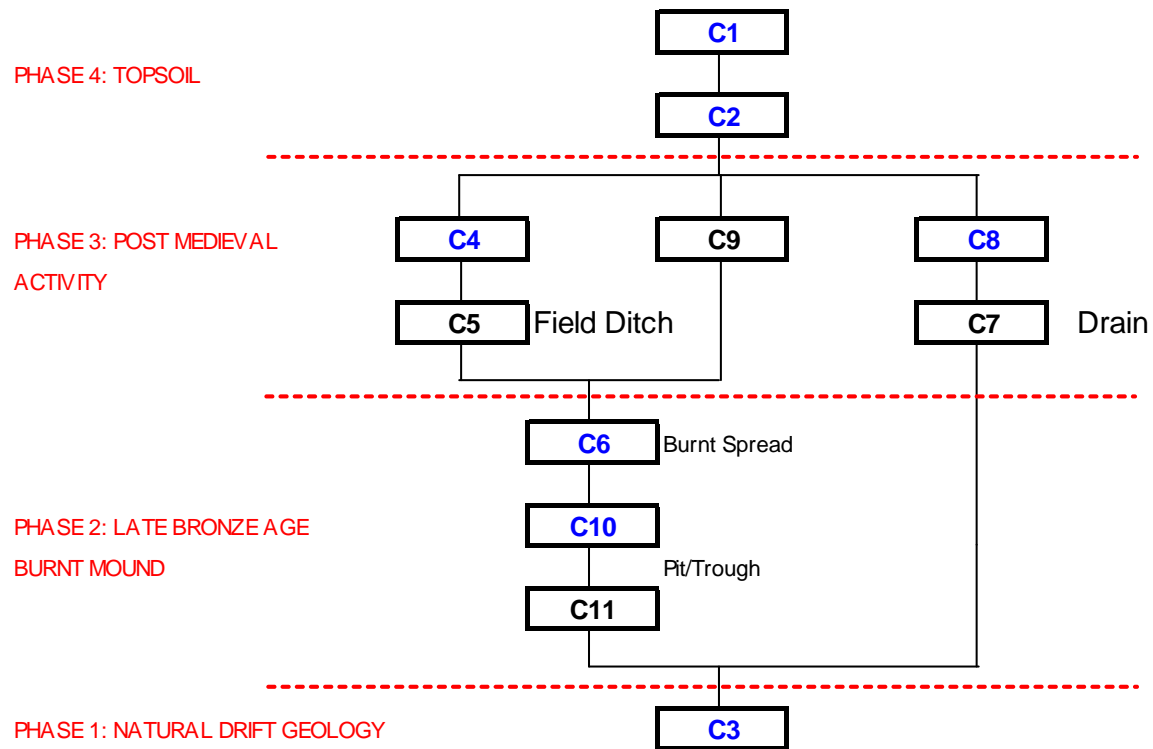 C1
PHASE 4: TOPSOIL
C2
PHASE 3: POST MEDIEVAL
ACTIVITY
C4
C9
C8
C5
Field Ditch
C7
Drain
C6
Burnt Spread
PHASE 2: LATE BRONZE AGE
BURNT MOUND
C10
Pit/Trough
C11
PHASE 1: NATURAL DRIFT GEOLOGY
C3